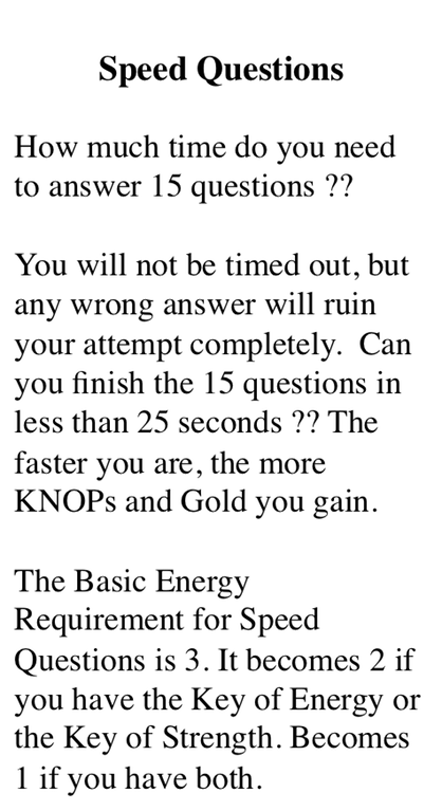 Speed Questions
How much time do you need
to answer 15 questions ??
You will not be timed out, but
any wrong answer will ruin
your attempt completely.  Can
you finish the 15 questions in
less than 25 seconds ?? The
faster you are, the more
KNOPs and Gold you gain.
The Basic Energy
Requirement for Speed
Questions is 3. It becomes 2 if
you have the Key of Energy or
the Key of Strength. Becomes
1 if you have both.